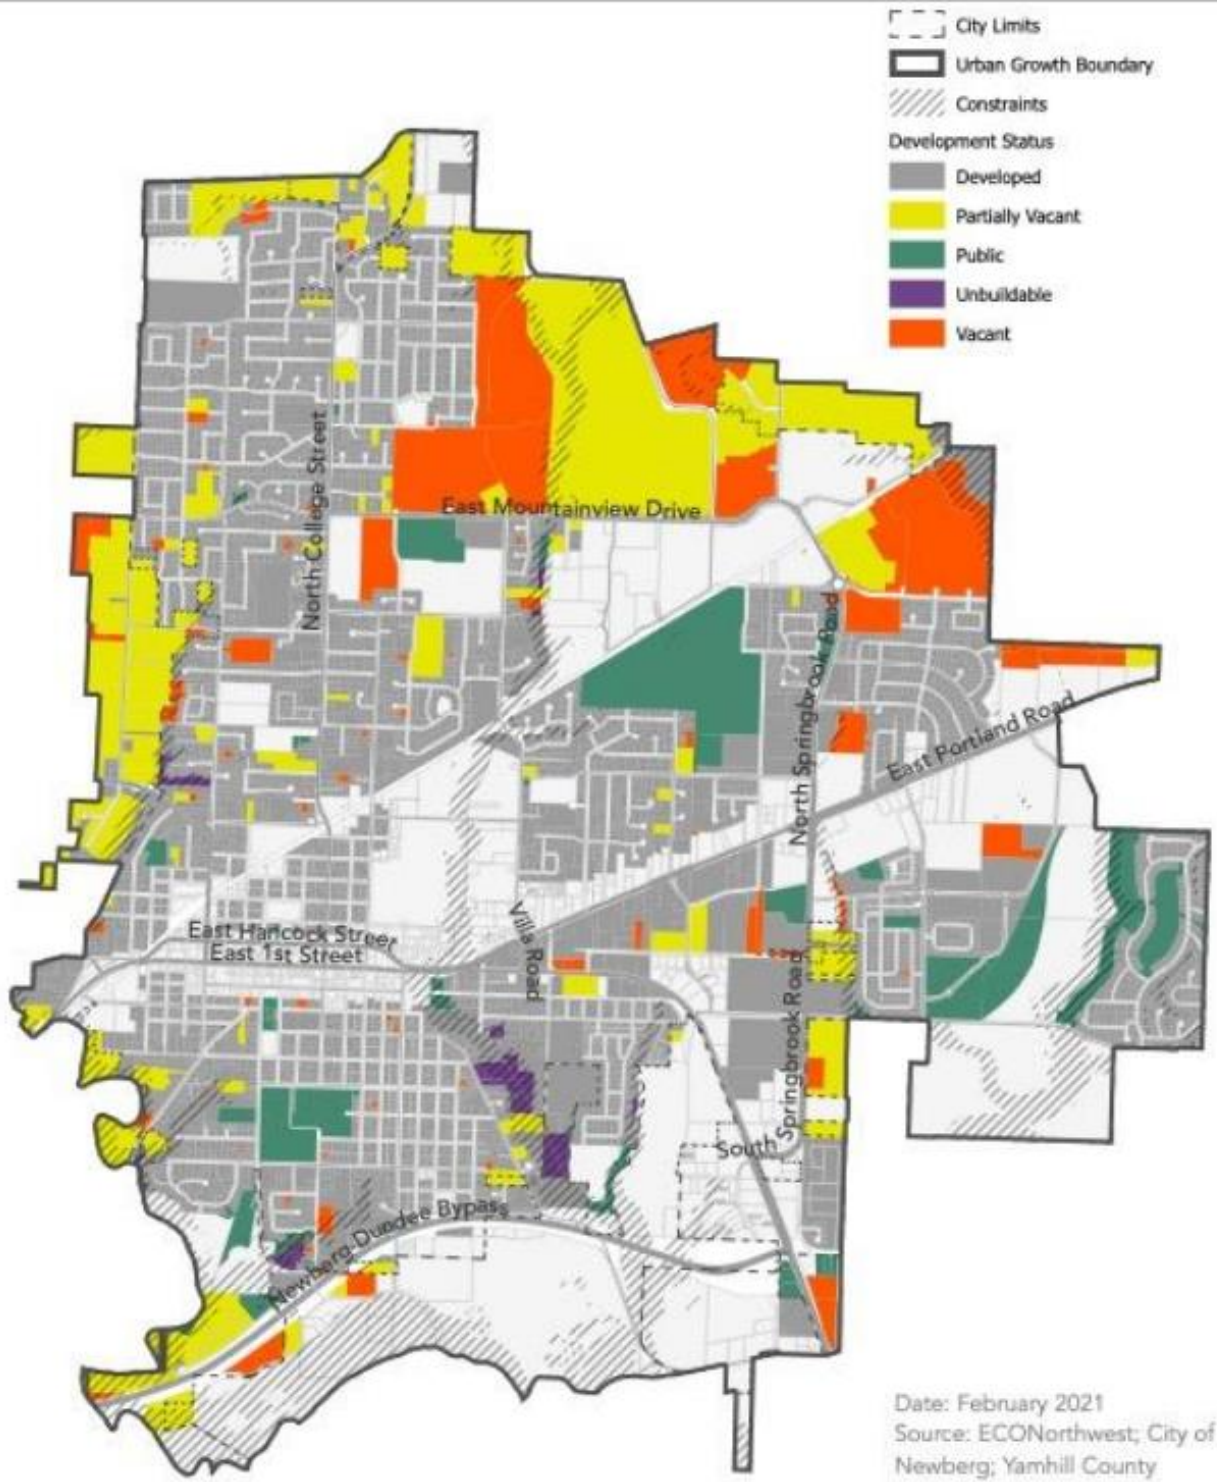 City Limits
Urban Growth Boundary
Constraints
Development Status
Developed
Partially Vacant
Public
Unbuildable
Vacant
North College Street
East Mountainview Drive
North Springbrook Road
East Portland Road
East Hancock Street
East 1st Street
Villa Road
South Springbrook Road
Newberg Dundee Bypass
Date: February 2021
Source: ECONorthwest; City of
Newberg; Yamhill County